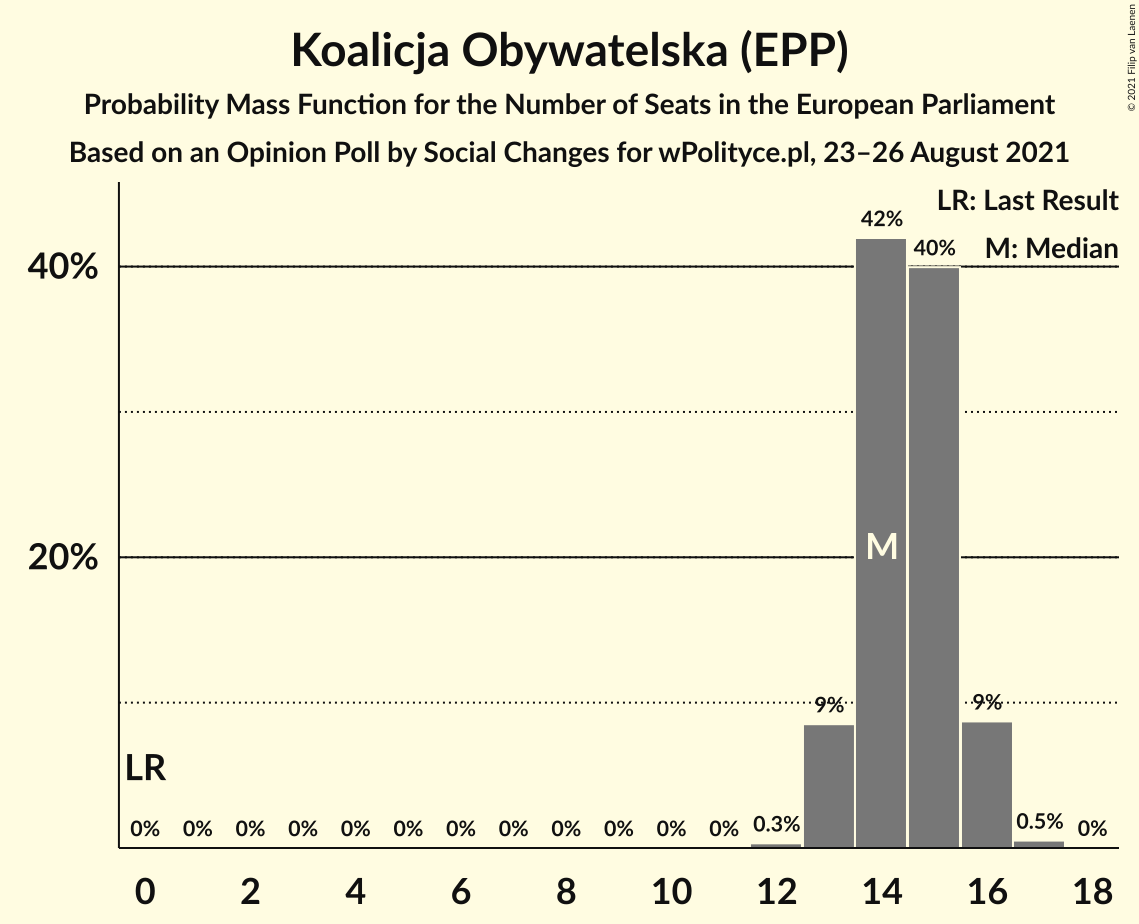 Koalicja Obywatelska (EPP)
Probability Mass Function for the Number of Seats in the European Parliament
Based on an Opinion Poll by Social Changes for wPolityce.pl, 23–26 August 2021
© 2021 Filip van Laenen
LR: Last Result
M: Median
42%
40%
40%
20%
M
9%
9%
LR
0% 0% 0% 0% 0% 0% 0% 0% 0% 0% 0% 0% 0.3% 0.5% 0%
0 2 4 6 8 10 12 14 16 18